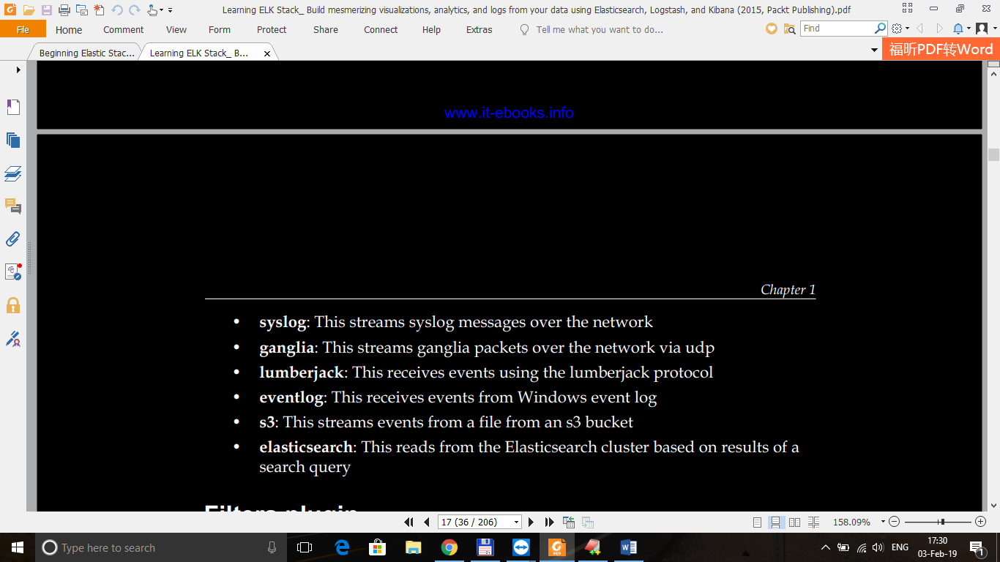 Learning ELK Stack_ Build mesmerizing visualizations, analytics, and logs from your data using Elasticsearch, Logstash, and Kibana (2015, Packt Publishing).pdf
File Home Comment View Form Protect Share Connect Help Extras Tell me what you want to do... Find
Beginning Elastic Stac... Learning ELK Stack_ B... 福昕PDF转Word
www.it-ebooks.info
Chapter 1
• syslog: This streams syslog messages over the network
• ganglia: This streams ganglia packets over the network via udp
• lumberjack: This receives events using the lumberjack protocol
• eventlog: This receives events from Windows event log
• s3: This streams events from a file from an s3 bucket
• elasticsearch: This reads from the Elasticsearch cluster based on results of a
search query
Filters plugin
17 (36 / 206) 158.09%
Type here to search ENG 17:30
03-Feb-19 1